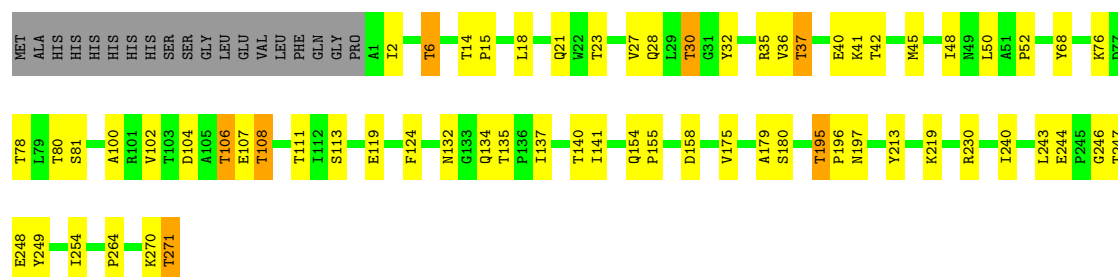 MET ALA HIS HIS HIS HIS HIS HIS SER SER GLY LEU GLU VAL LEU PHE GLN GLY PRO A1 I2 T6 T14 P15 L18 Q21 W22 T23 V27 Q28 L29 T30 G31 Y32 R35 V36 T37 E40 K41 T42 M45 I48 N49 L50 A51 P52 Y68 K76 P77
T78 L79 T80 S81 A100 R101 V102 T103 D104 A105 T106 E107 T108 T111 I112 S113 E119 F124 N132 G133 Q134 T135 P136 I137 T140 I141 Q154 P155 D158 V175 A179 S180 T195 P196 N197 Y213 K219 R230 I240 L243 E244 P245 G246 T247
E248 Y249 I254 P264 K270 T271